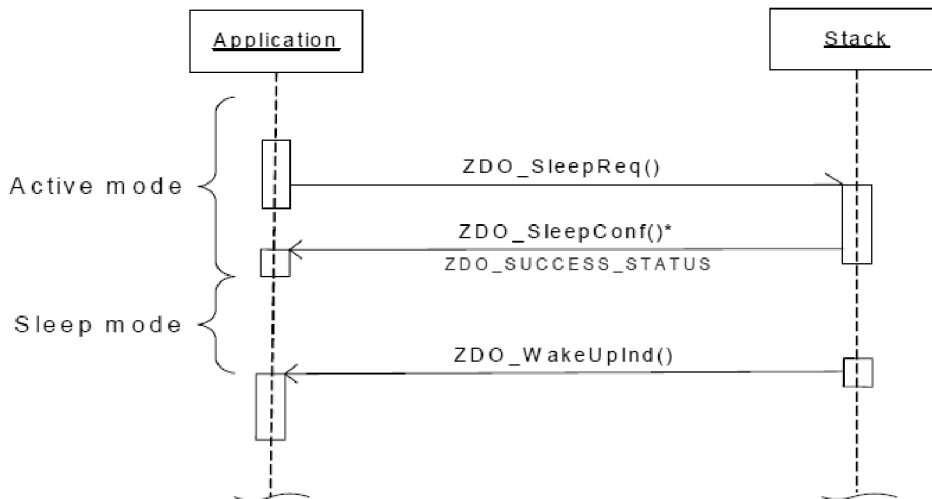 Application
Stack
ZDO_SleepReq()
Active mode
ZDO_SleepConf()*
ZDO_SUCCESS_STATUS
Sleep mode
ZDO_WakeUpInd()